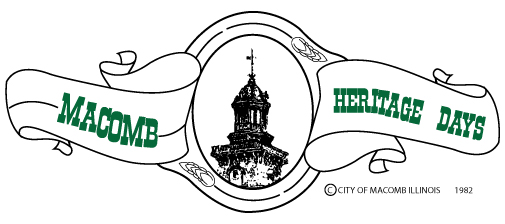 MACOMB
HERITAGE DAYS
©CITY OF MACOMB ILLINOIS 1982